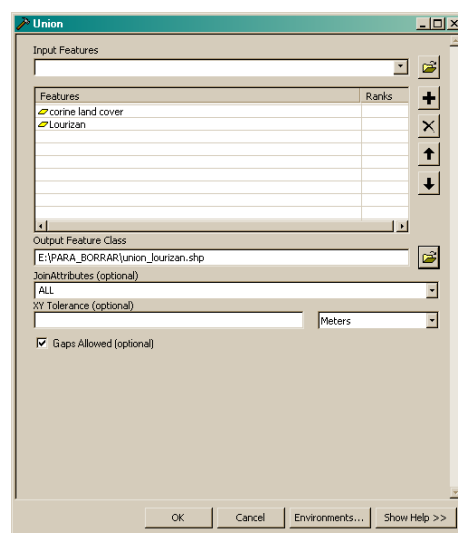 Union
Input Features
Features Ranks
corine land cover
Lourizan
Output Feature Class
E:\PARA_BORRAR\union_lourizan.shp
JoinAttributes (optional)
ALL
XY Tolerance (optional)
Meters
Gaps Allowed (optional)
OK Cancel Environments... Show Help >>